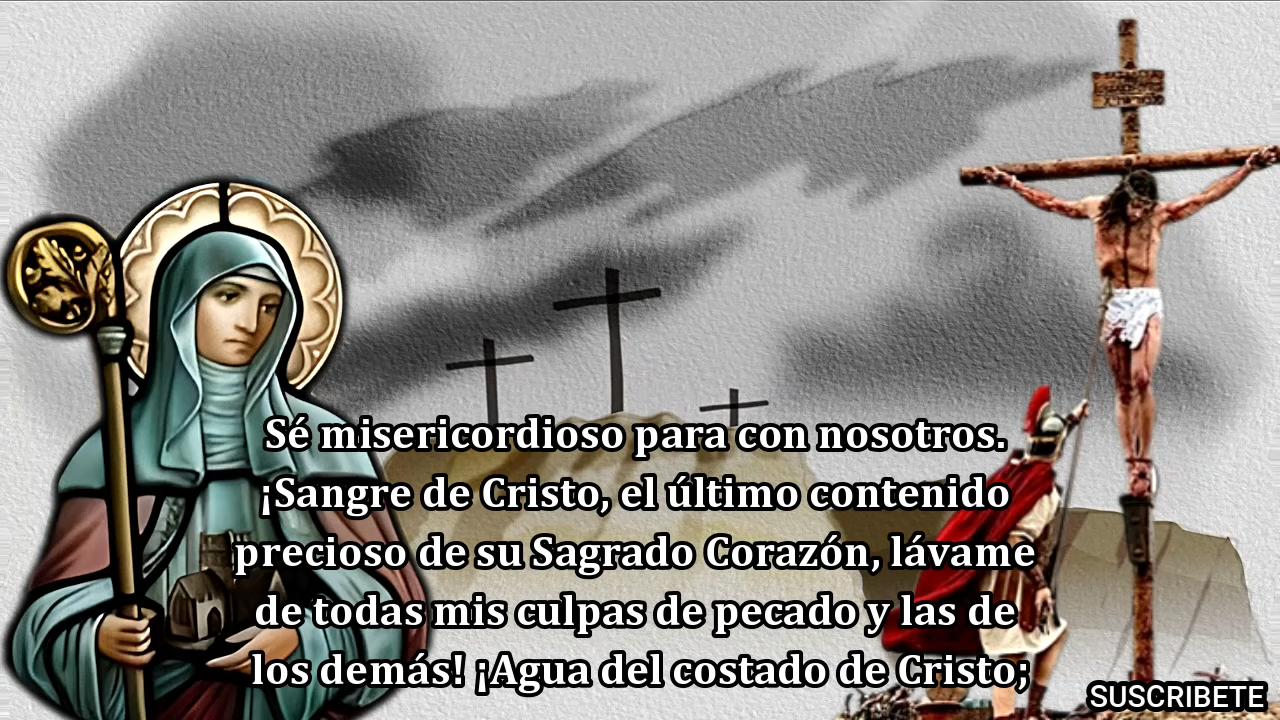 Sé misericordioso para con nosotros.
¡Sangre de Cristo, el último contenido
precioso de su Sagrado Corazón, lávame
de todas mis culpas de pecado y las de
los demás! ¡Agua del costado de Cristo;
SUSCRIBETE